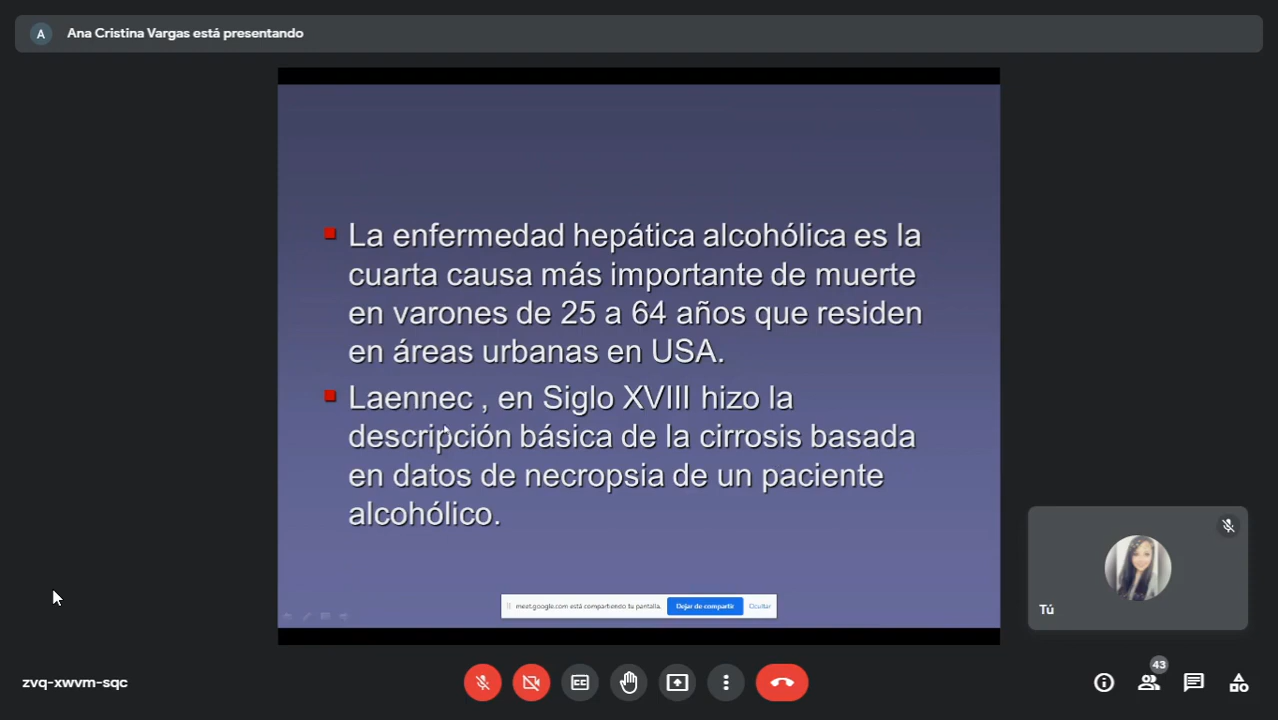 A
Ana Cristina Vargas está presentando
La enfermedad hepática alcohólica es la
cuarta causa más importante de muerte
en varones de 25 a 64 años que residen
en áreas urbanas en USA.
Laennec , en Siglo XVIII hizo la
descripción básica de la cirrosis basada
en datos de necropsia de un paciente
alcohólico.
meet.google.com está compartiendo tu pantalla.
Dejar de compartir
Ocultar
Tú
zvq-xwvm-sqc
CC
43